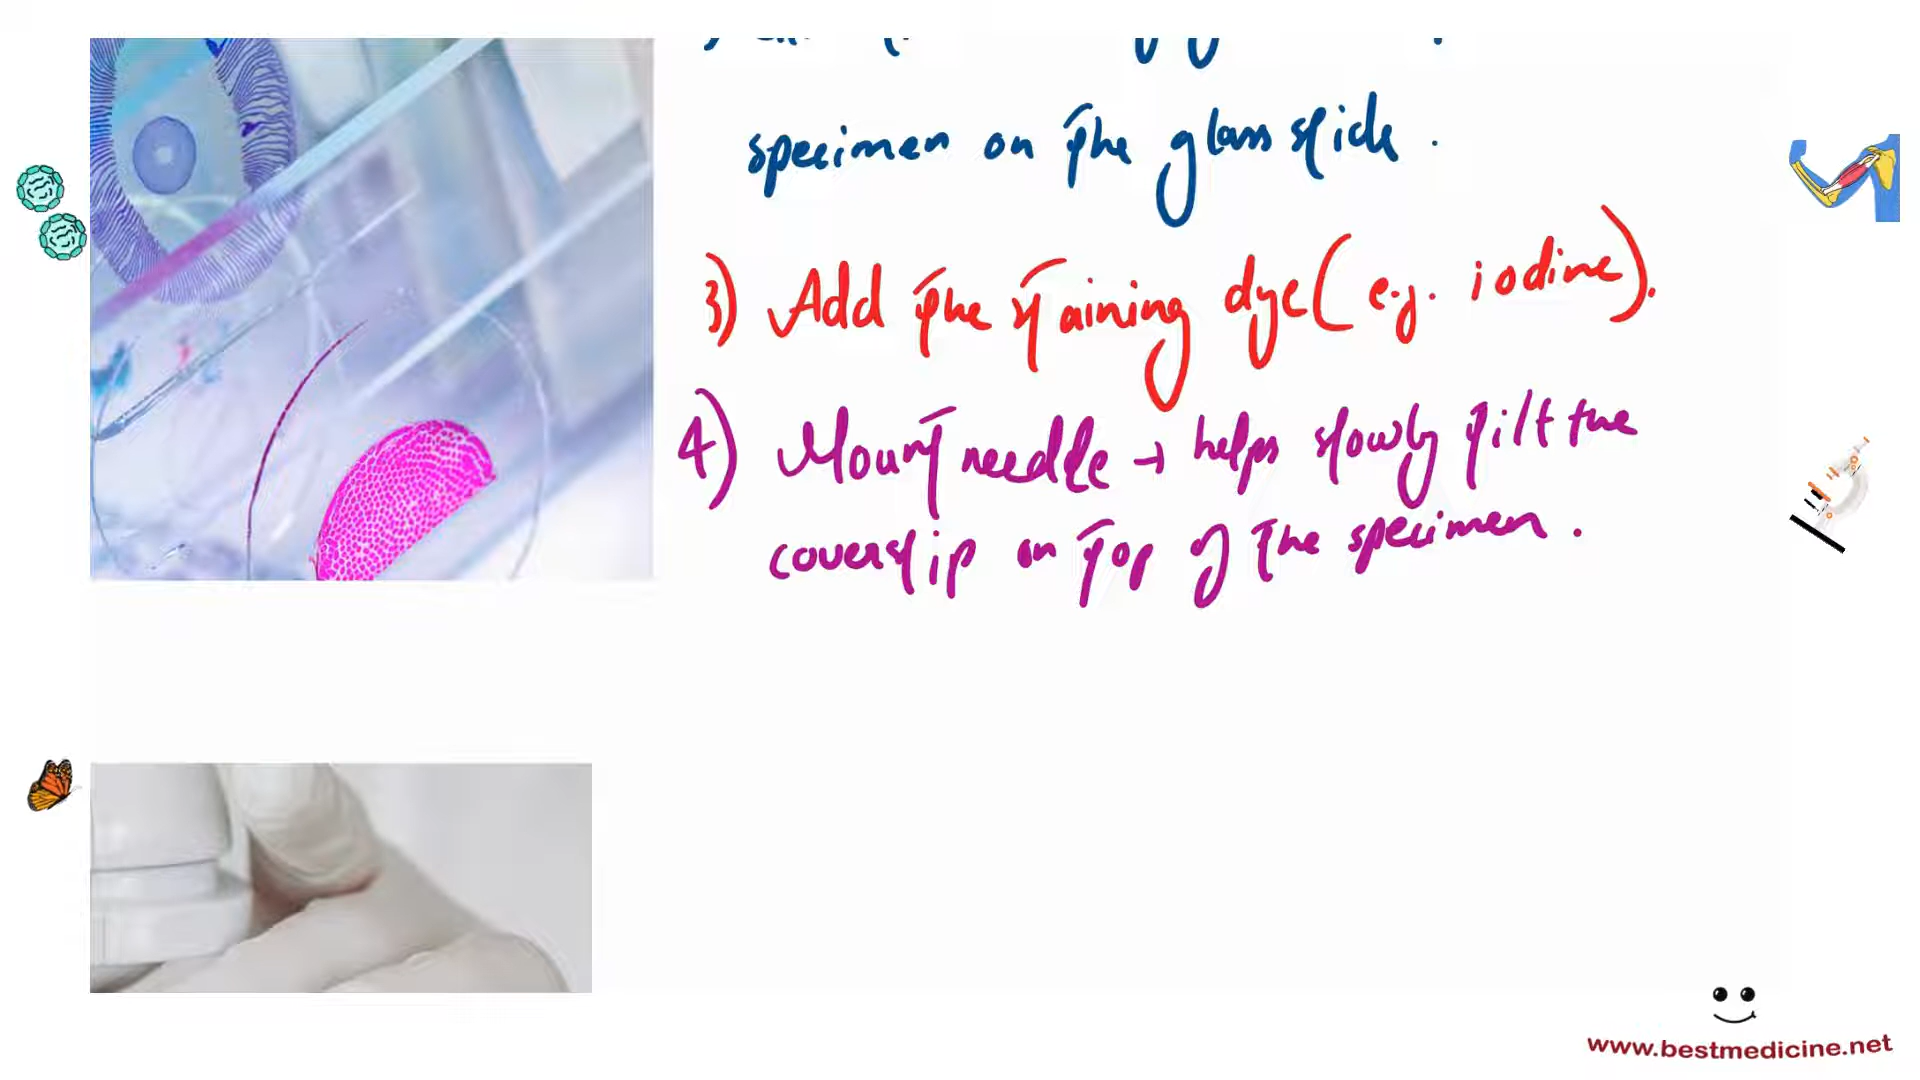 specimen on the glass slide.
3) Add the staining dye (e.g. iodine).
4) Mount needle → helps slowly tilt the
coverslip on top of the specimen.
www.bestmedicine.net